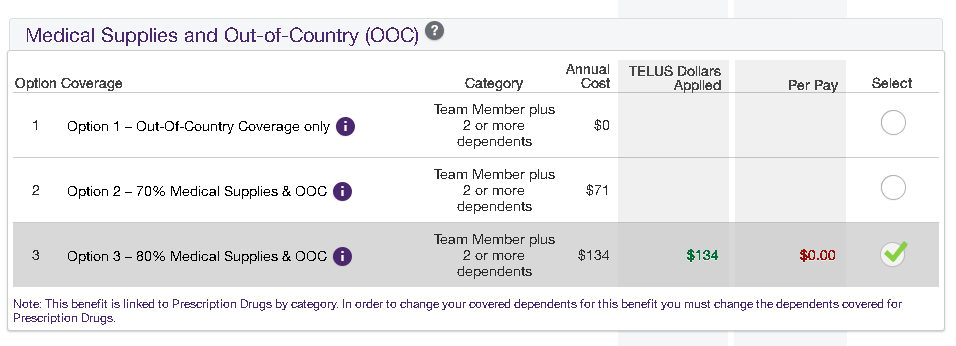 Medical Supplies and Out-of-Country (OOC) ?
Option Coverage Category Annual Cost TELUS Dollars Applied Per Pay Select
1 Option 1 – Out-Of-Country Coverage only i Team Member plus 2 or more dependents $0
2 Option 2 – 70% Medical Supplies & OOC i Team Member plus 2 or more dependents $71
3 Option 3 – 80% Medical Supplies & OOC i Team Member plus 2 or more dependents $134 $134 $0.00
Note: This benefit is linked to Prescription Drugs by category. In order to change your covered dependents for this benefit you must change the dependents covered for
Prescription Drugs.